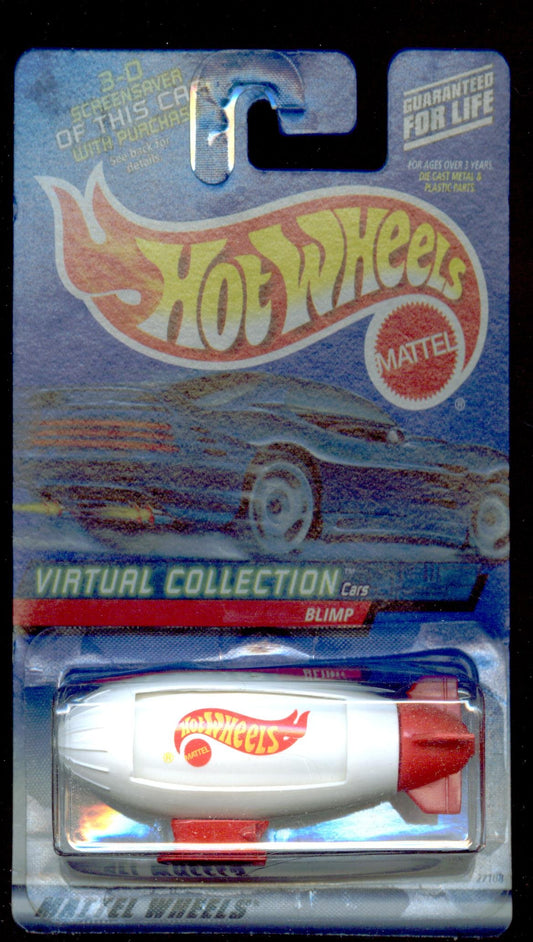 3-D
SCREENSAVER
OF THIS CAR
WITH PURCHASE
See back for
Details
GUARANTEED
FOR LIFE
FOR AGES OVER 3 YEARS.
DIE CAST METAL &
PLASTIC PARTS.
HOT WHEELS
MATTEL
®
VIRTUAL COLLECTION™ Cars
BLIMP
HOT WHEELS
® MATTEL
MATTEL WHEELS